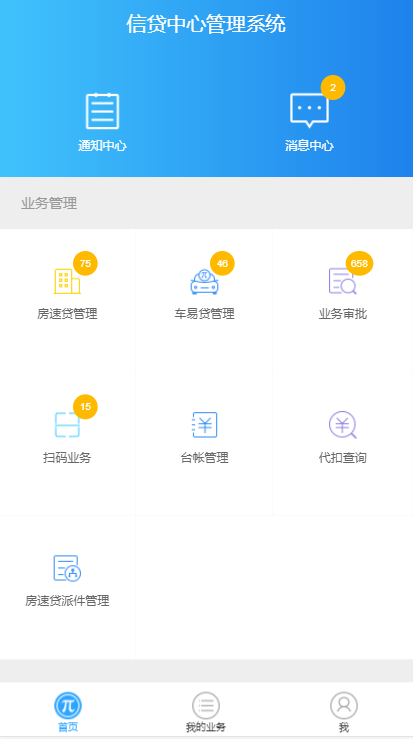 信贷中心管理系统
2
通知中心
消息中心
业务管理
75
46
658
房速贷管理
车易贷管理
业务审批
15
扫码业务
台帐管理
代扣查询
房速贷派件管理
首页
我的业务
我